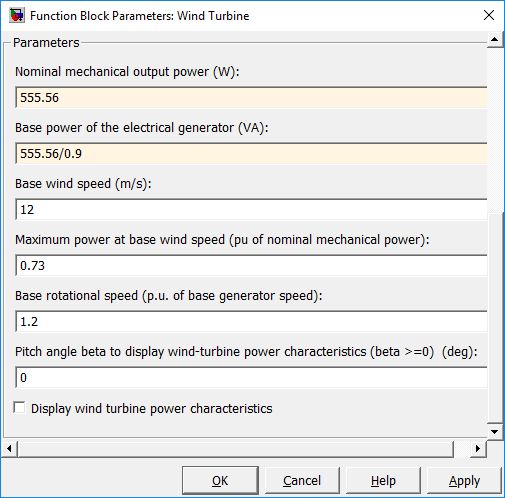 Function Block Parameters: Wind Turbine
Parameters
Nominal mechanical output power (W):
555.56
Base power of the electrical generator (VA):
555.56/0.9
Base wind speed (m/s):
12
Maximum power at base wind speed (pu of nominal mechanical power):
0.73
Base rotational speed (p.u. of base generator speed):
1.2
Pitch angle beta to display wind-turbine power characteristics (beta >=0)  (deg):
0
Display wind turbine power characteristics
OK Cancel Help Apply